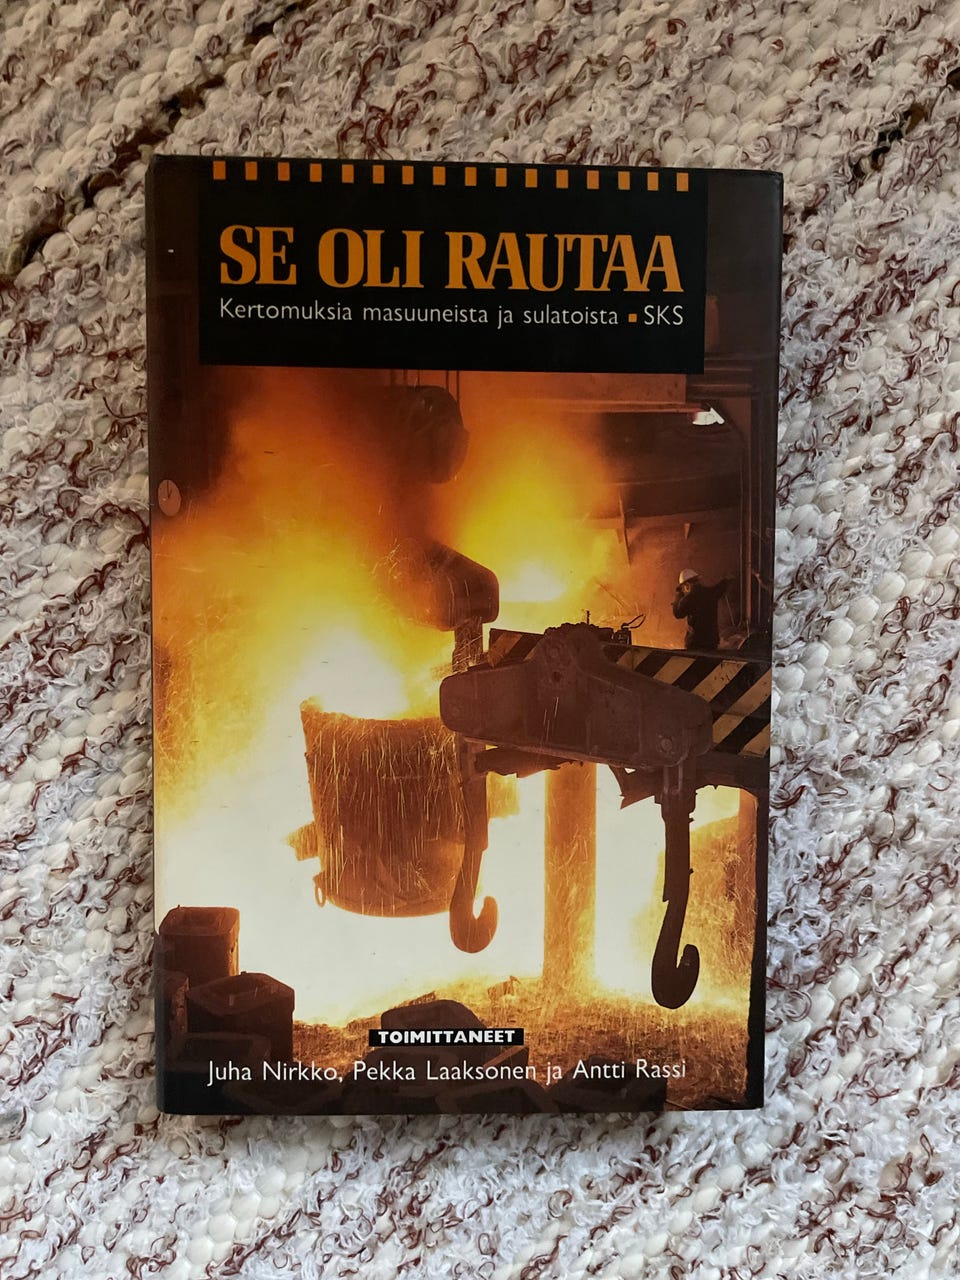 SE OLI RAUTAA
Kertomuksia masuuneista ja sulatoista ▪ SKS
TOIMITTANEET
Juha Nirkko, Pekka Laaksonen ja Antti Rassi